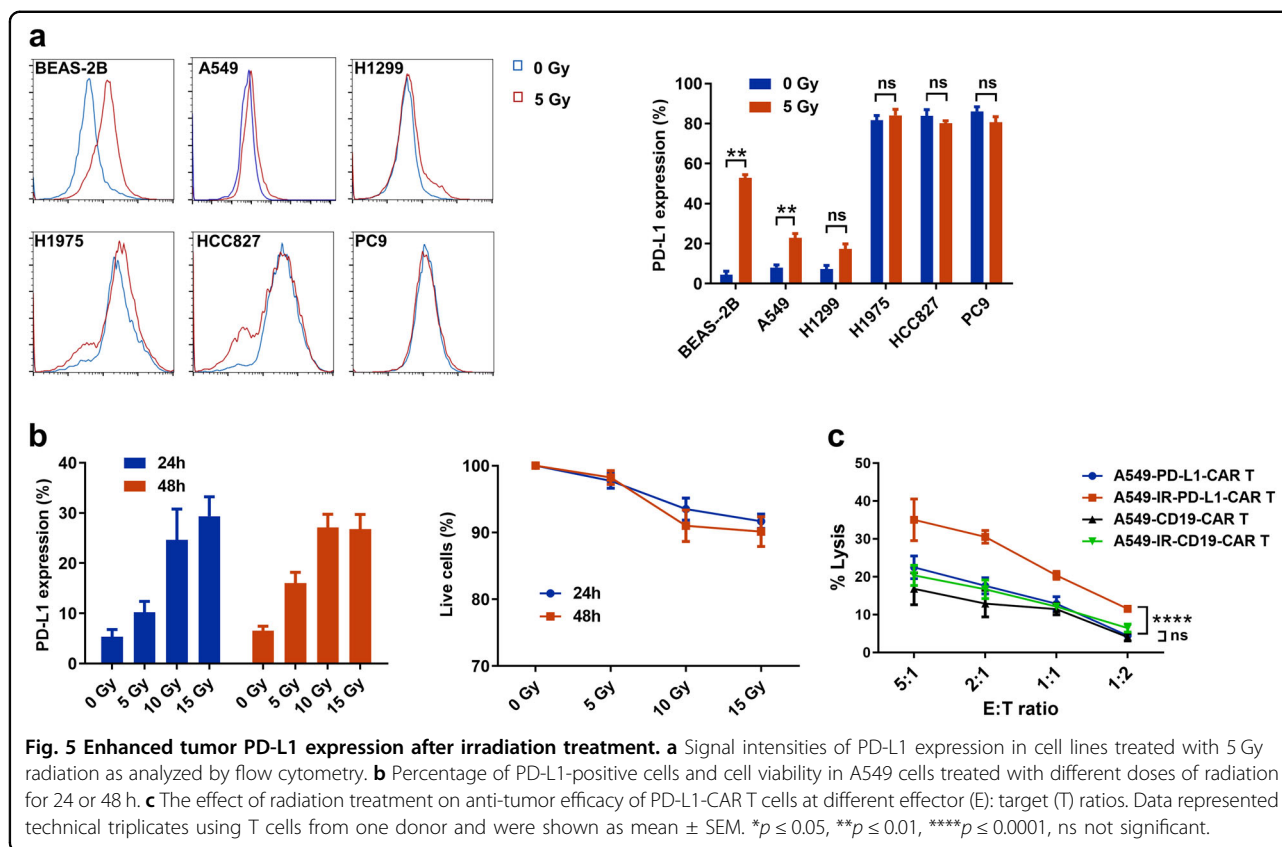 a
BEAS-2B
A549
H1299
0 Gy
5 Gy
H1975
HCC827
PC9
PD-L1 expression (%)
100
80
60
40
20
0
0 Gy
5 Gy
**
**
ns
ns
ns
ns
BEAS--2B
A549
H1299
H1975
HCC827
PC9
b
PD-L1 expression (%)
40
30
20
10
0
24h
48h
0 Gy
5 Gy
10 Gy
15 Gy
0 Gy
5 Gy
10 Gy
15 Gy
Live cells (%)
100
90
80
70
24h
48h
0 Gy
5 Gy
10 Gy
15 Gy
c
% Lysis
50
40
30
20
10
0
A549-PD-L1-CAR T
A549-IR-PD-L1-CAR T
A549-CD19-CAR T
A549-IR-CD19-CAR T
****
ns
5:1
2:1
1:1
1:2
E:T ratio
Fig. 5 Enhanced tumor PD-L1 expression after irradiation treatment. a Signal intensities of PD-L1 expression in cell lines treated with 5 Gy
radiation as analyzed by flow cytometry. b Percentage of PD-L1-positive cells and cell viability in A549 cells treated with different doses of radiation
for 24 or 48 h. c The effect of radiation treatment on anti-tumor efficacy of PD-L1-CAR T cells at different effector (E): target (T) ratios. Data represented
technical triplicates using T cells from one donor and were shown as mean ± SEM. *p ≤ 0.05, **p ≤ 0.01, ****p ≤ 0.0001, ns not significant.